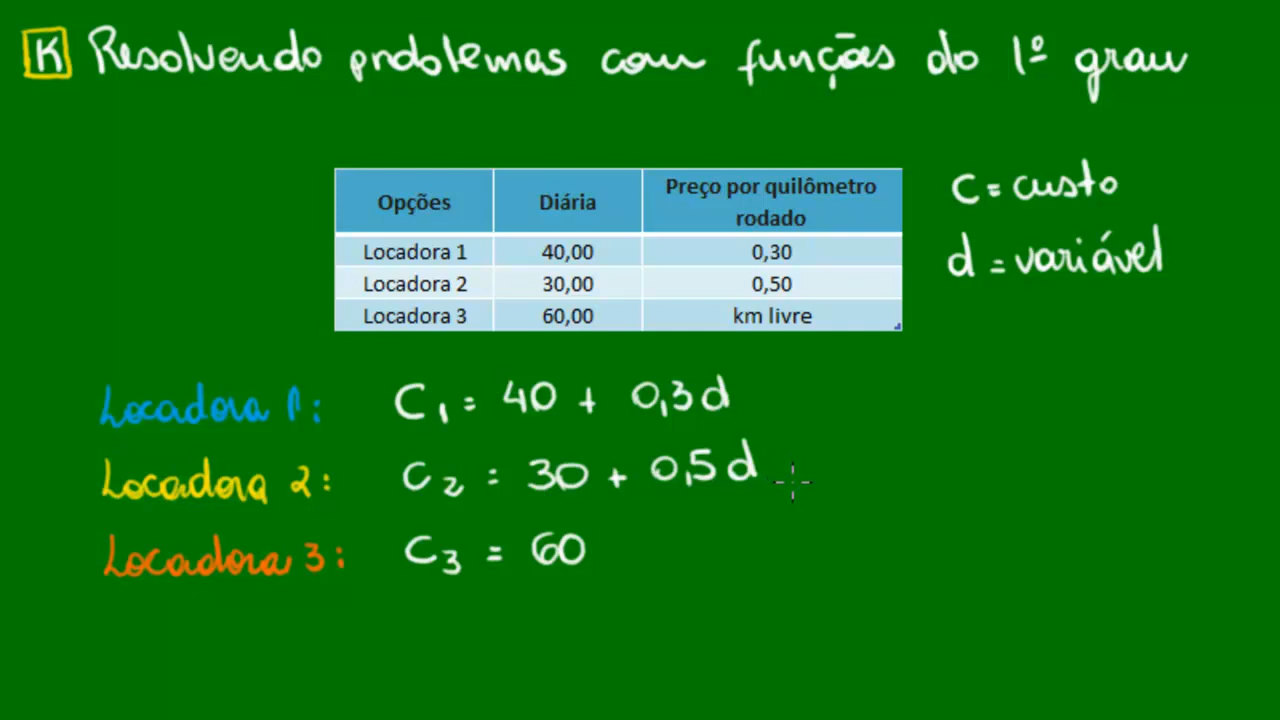 K Resolvendo problemas com funções do 1º grau
Opções Diária Preço por quilômetro rodado
Locadora 1 40,00 0,30
Locadora 2 30,00 0,50
Locadora 3 60,00 km livre
C = custo
d = variável
Locadora 1: C₁ = 40 + 0,3d
Locadora 2: C₂ = 30 + 0,5d
Locadora 3: C₃ = 60